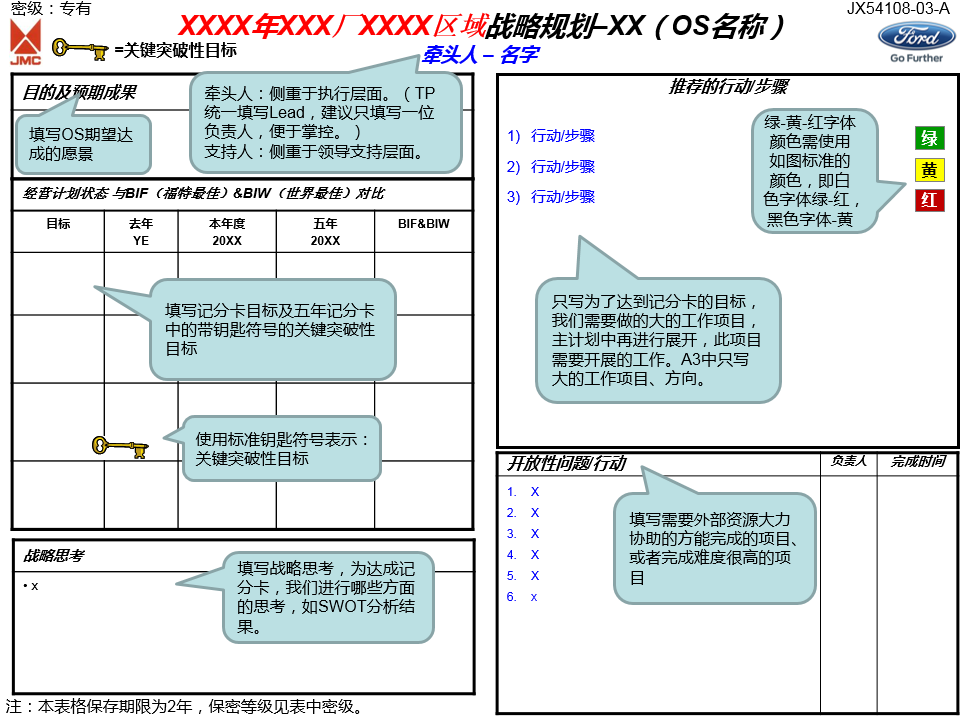 密级：专有
JX54108-03-A
XXXX年XXX厂XXXX区域战略规划–XX（OS名称）
牵头人 – 名字
JMC
=关键突破性目标
Ford
Go Further
目的及预期成果
填写OS期望达
成的愿景
牵头人：侧重于执行层面。（TP
统一填写Lead，建议只填写一位
负责人，便于掌控。）
支持人：侧重于领导支持层面。
经营计划状态 与BIF（福特最佳）&BIW（世界最佳）对比
目标
去年
YE
本年度
20XX
五年
20XX
BIF&BIW
填写记分卡目标及五年记分卡
中的带钥匙符号的关键突破性
目标
使用标准钥匙符号表示：
关键突破性目标
战略思考
• x
填写战略思考，为达成记
分卡，我们进行哪些方面
的思考，如SWOT分析结
果。
推荐的行动/步骤
1) 行动/步骤
2) 行动/步骤
3) 行动/步骤
绿-黄-红字体
颜色需使用
如图标准的
颜色，即白
色字体绿-红，
黑色字体-黄
绿
黄
红
只写为了达到记分卡的目标，
我们需要做的大的工作项目，
主计划中再进行展开，此项目
需要开展的工作。A3中只写
大的工作项目、方向。
开放性问题/行动
负责人
完成时间
1. X
2. X
3. X
4. X
5. X
6. x
填写需要外部资源大力
协助的方能完成的项目、
或者完成难度很高的项
目
注：本表格保存期限为2年，保密等级见表中密级。